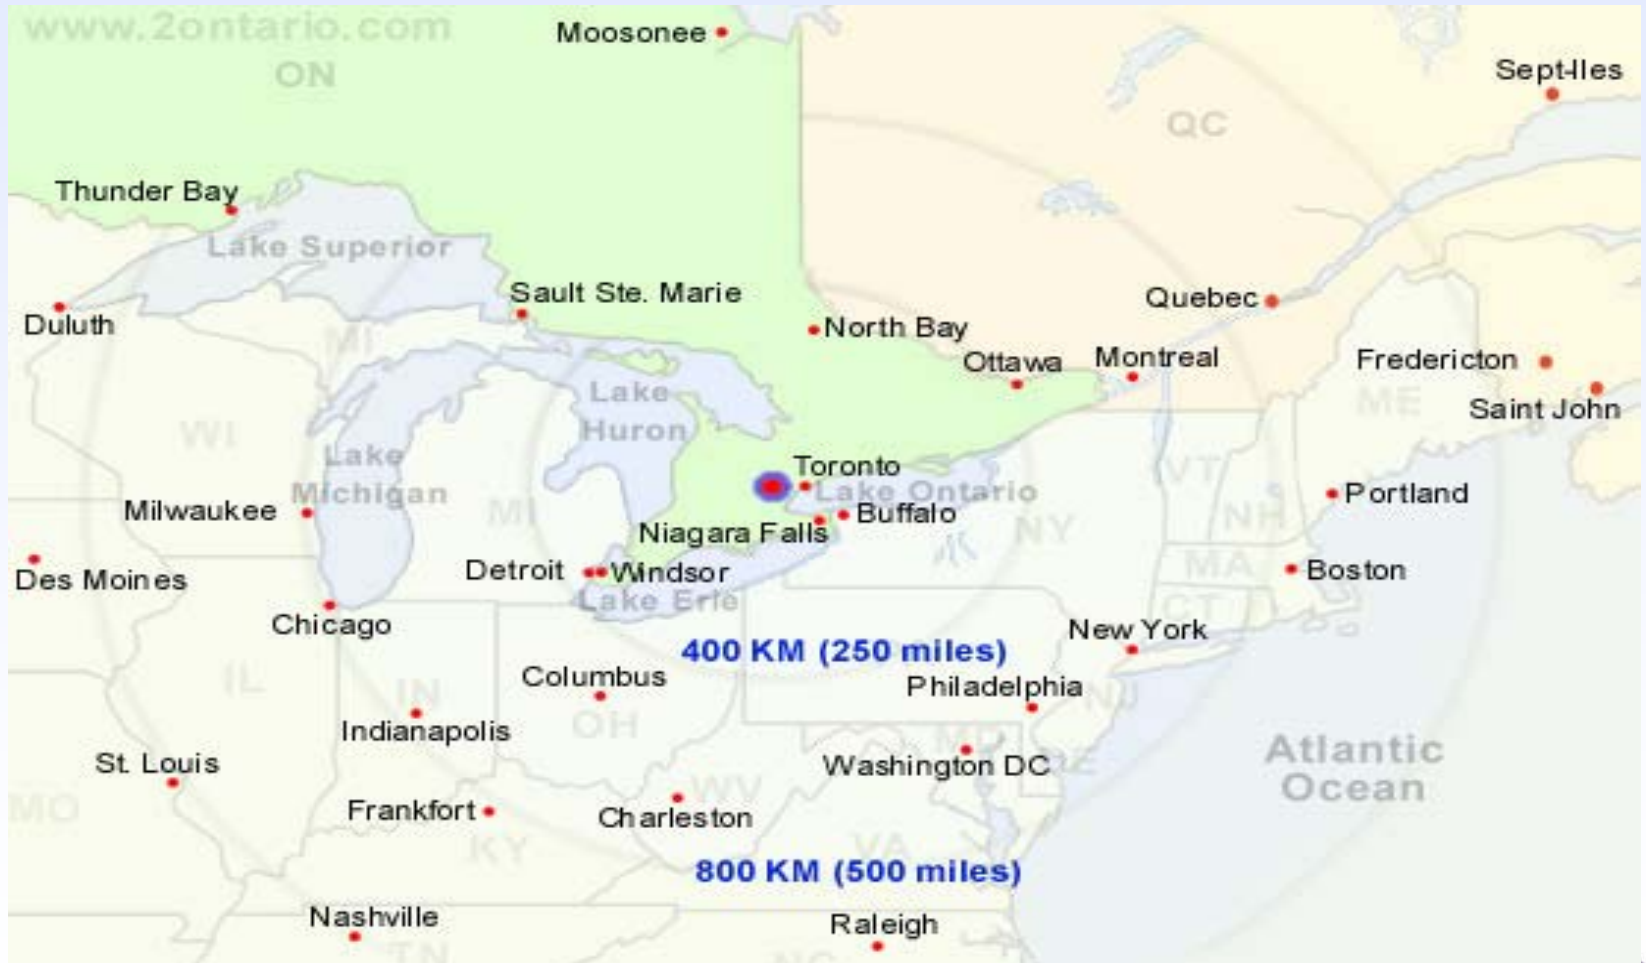 www.2ontario.com
ON
Moosonee
Sept-Iles
QC
Thunder Bay
Lake Superior
Sault Ste. Marie
Quebec
Duluth
MI
North Bay
Ottawa
Montreal
Fredericton
Lake
Huron
ME
Saint John
WI
Lake
Michigan
Toronto
VT
Lake Ontario
Portland
Milwaukee
MI
Buffalo
NH
Niagara Falls
NY
Des Moines
Detroit
Windsor
MA
Boston
Lake Erie
CT
Chicago
New York
400 KM (250 miles)
Columbus
IL
IN
Philadelphia
NJ
Indianapolis
OH
MD
St. Louis
Washington DC
DE
Atlantic
Ocean
WV
MO
Frankfort
Charleston
KY
VA
800 KM (500 miles)
Nashville
Raleigh
TN
NC